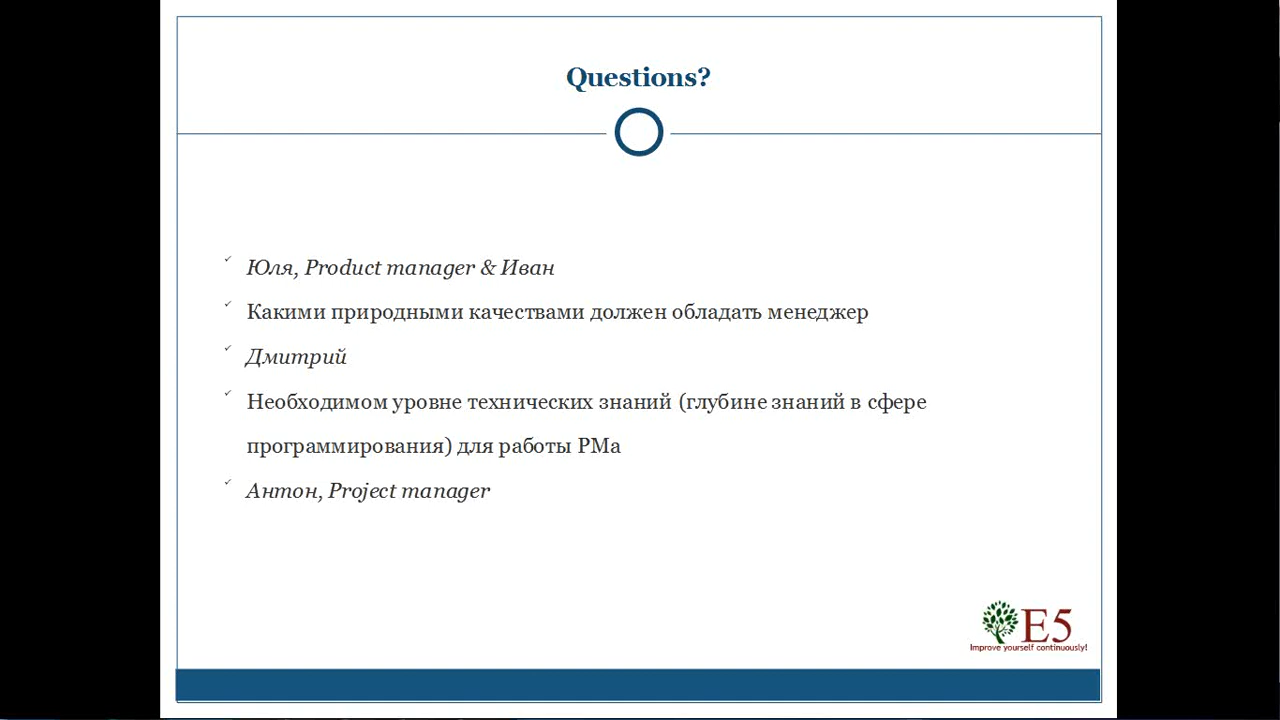 Questions?
Юля, Product manager & Иван
Какими природными качествами должен обладать менеджер
Дмитрий
Необходимом уровне технических знаний (глубине знаний в сфере
программирования) для работы PMа
Антон, Project manager
E5
Improve yourself continuously!